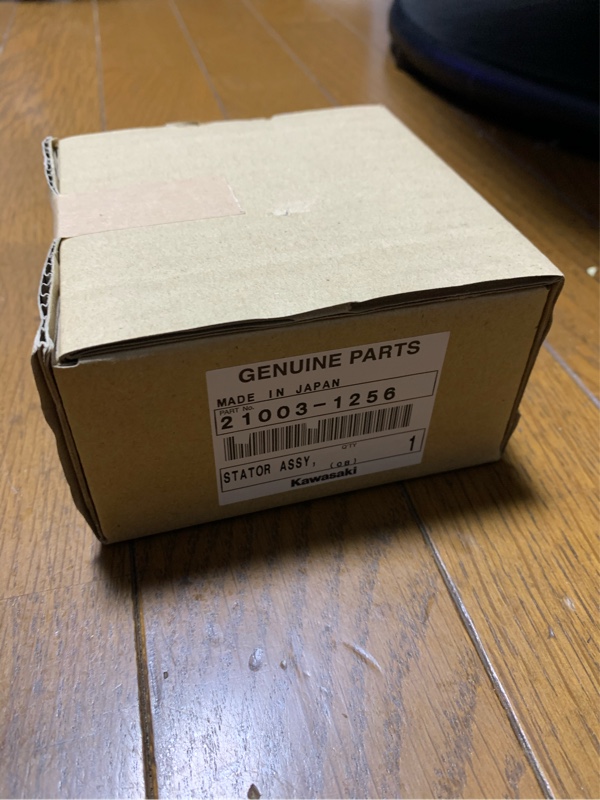 GENUINE PARTS
MADE IN JAPAN
PART No.
21003-1256
QTY
STATOR ASSY, 1
Kawasaki